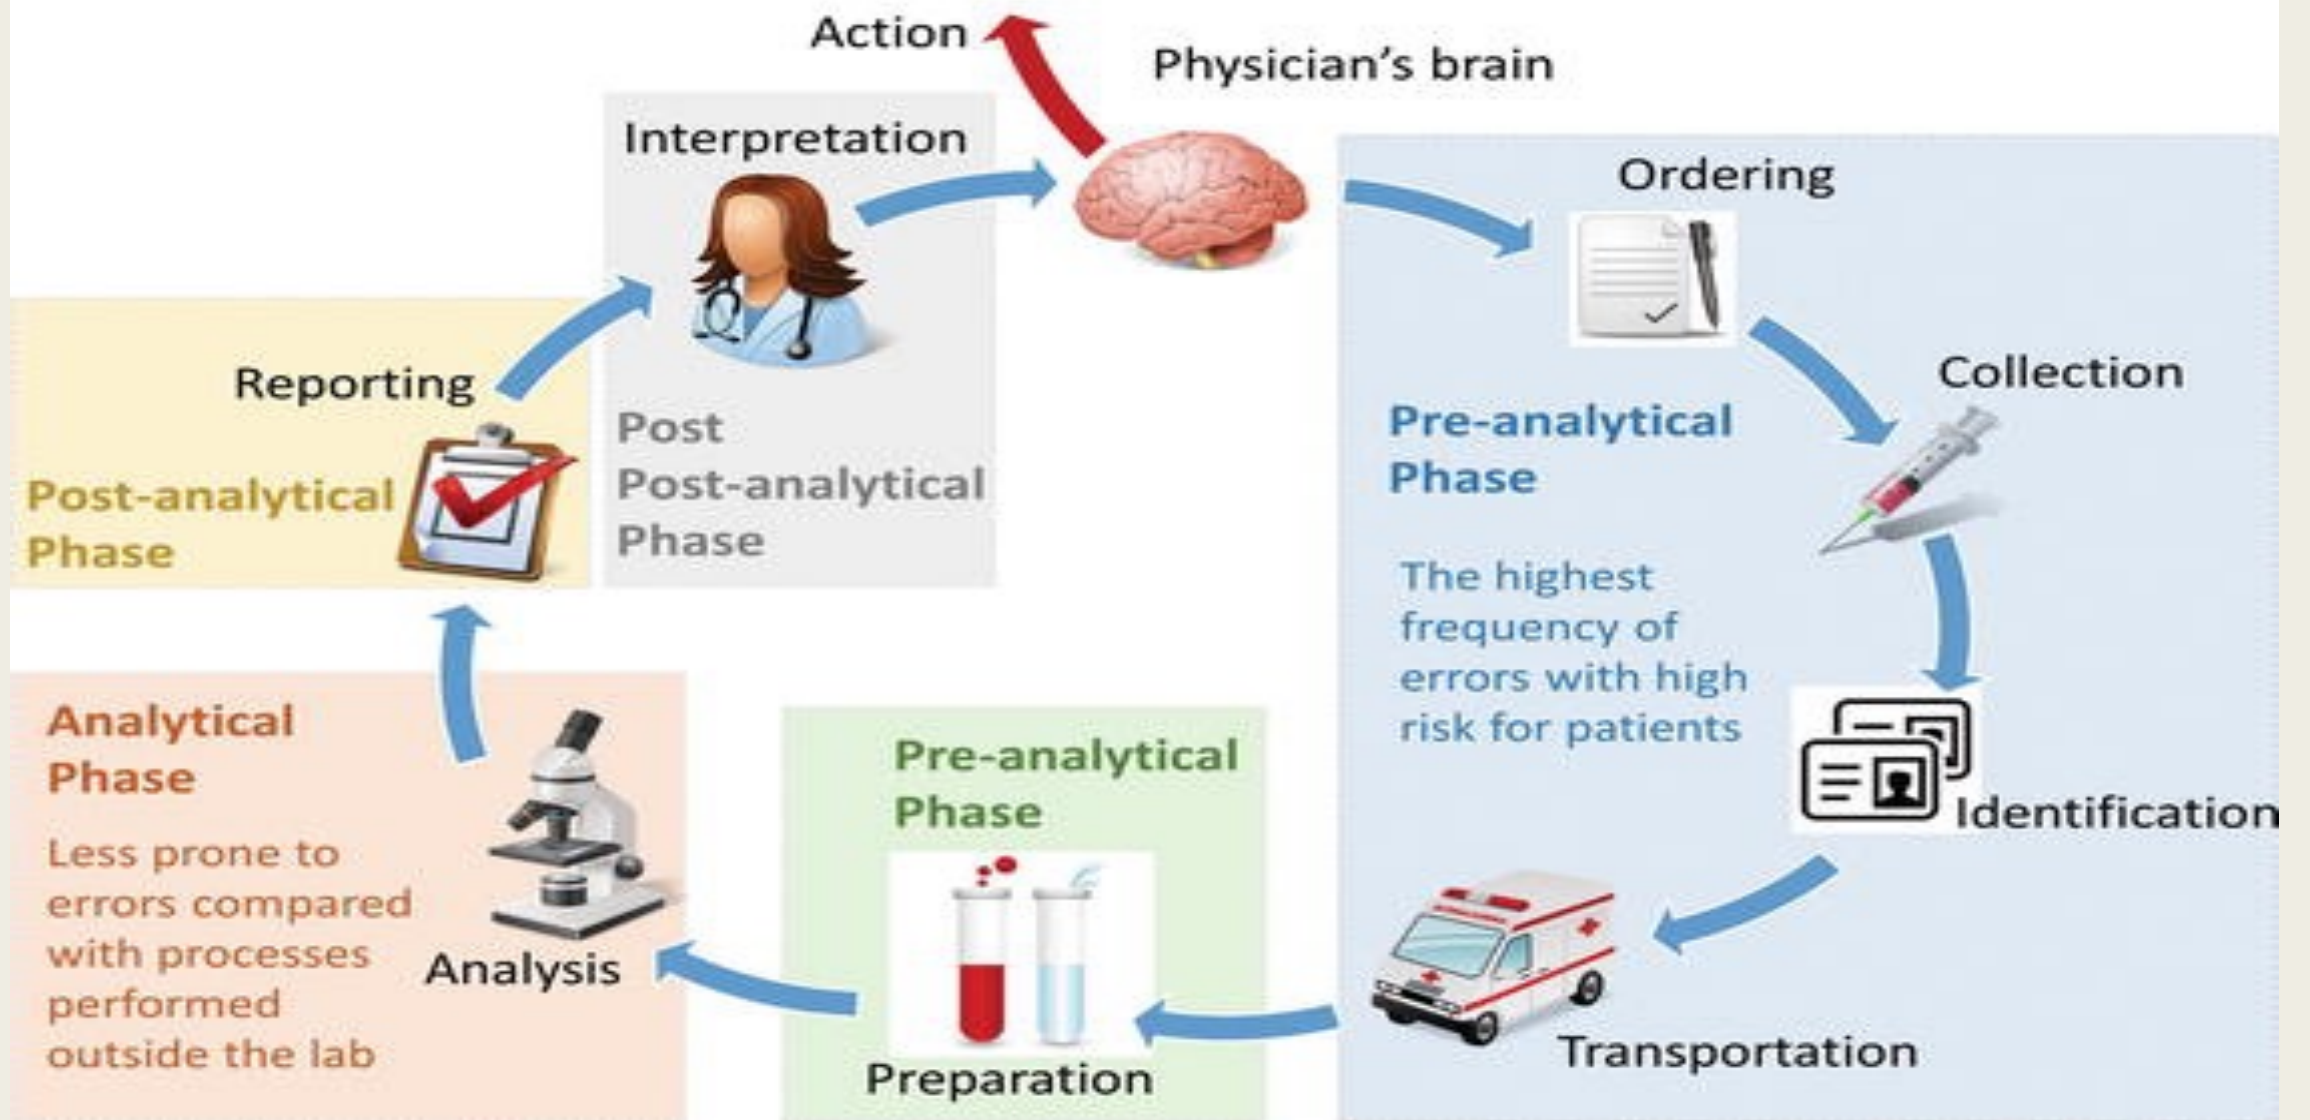 Action
Physician's brain
Interpretation
Ordering
Collection
Reporting
Pre-analytical
Phase
Post
Post-analytical
Phase
Post-analytical
Phase
The highest
frequency of
errors with high
risk for patients
Analytical
Phase
Pre-analytical
Phase
Identification
Less prone to
errors compared
with processes
performed
outside the lab
Analysis
Transportation
Preparation